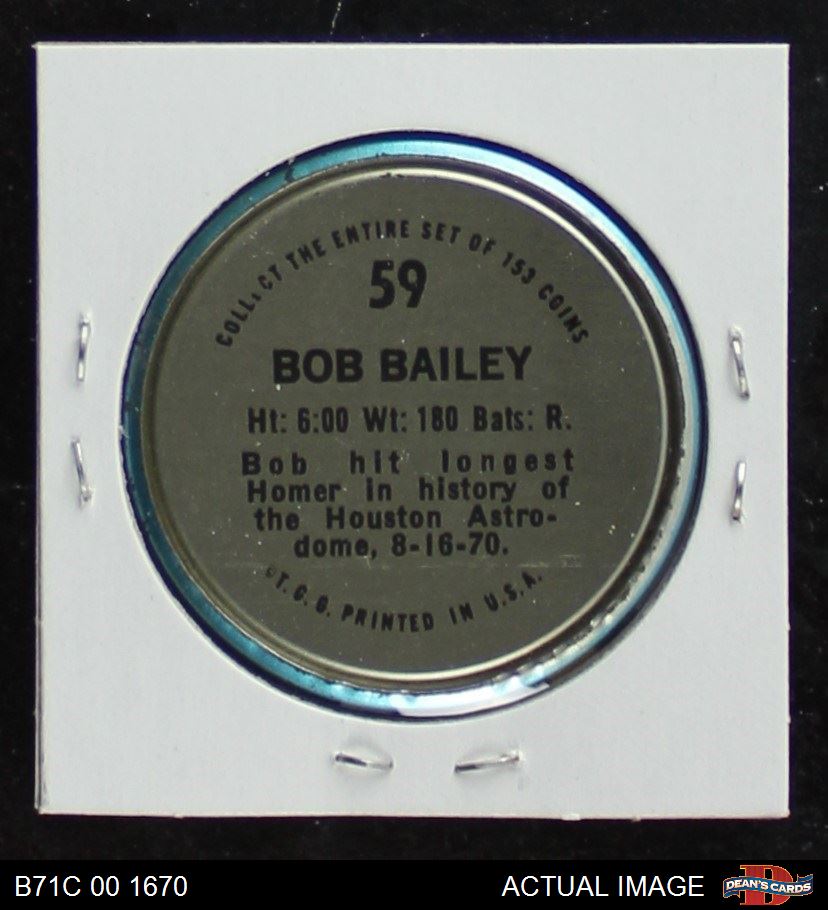 COLLECT THE ENTIRE SET OF 153 COINS
59
BOB BAILEY
Ht: 6:00 Wt: 180 Bats: R.
Bob hit longest
Homer in history of
the Houston Astro-
dome, 8-16-70.
©T.C.G. PRINTED IN U.S.A.
B71C 00 1670
ACTUAL IMAGE
DEAN'S CARDS